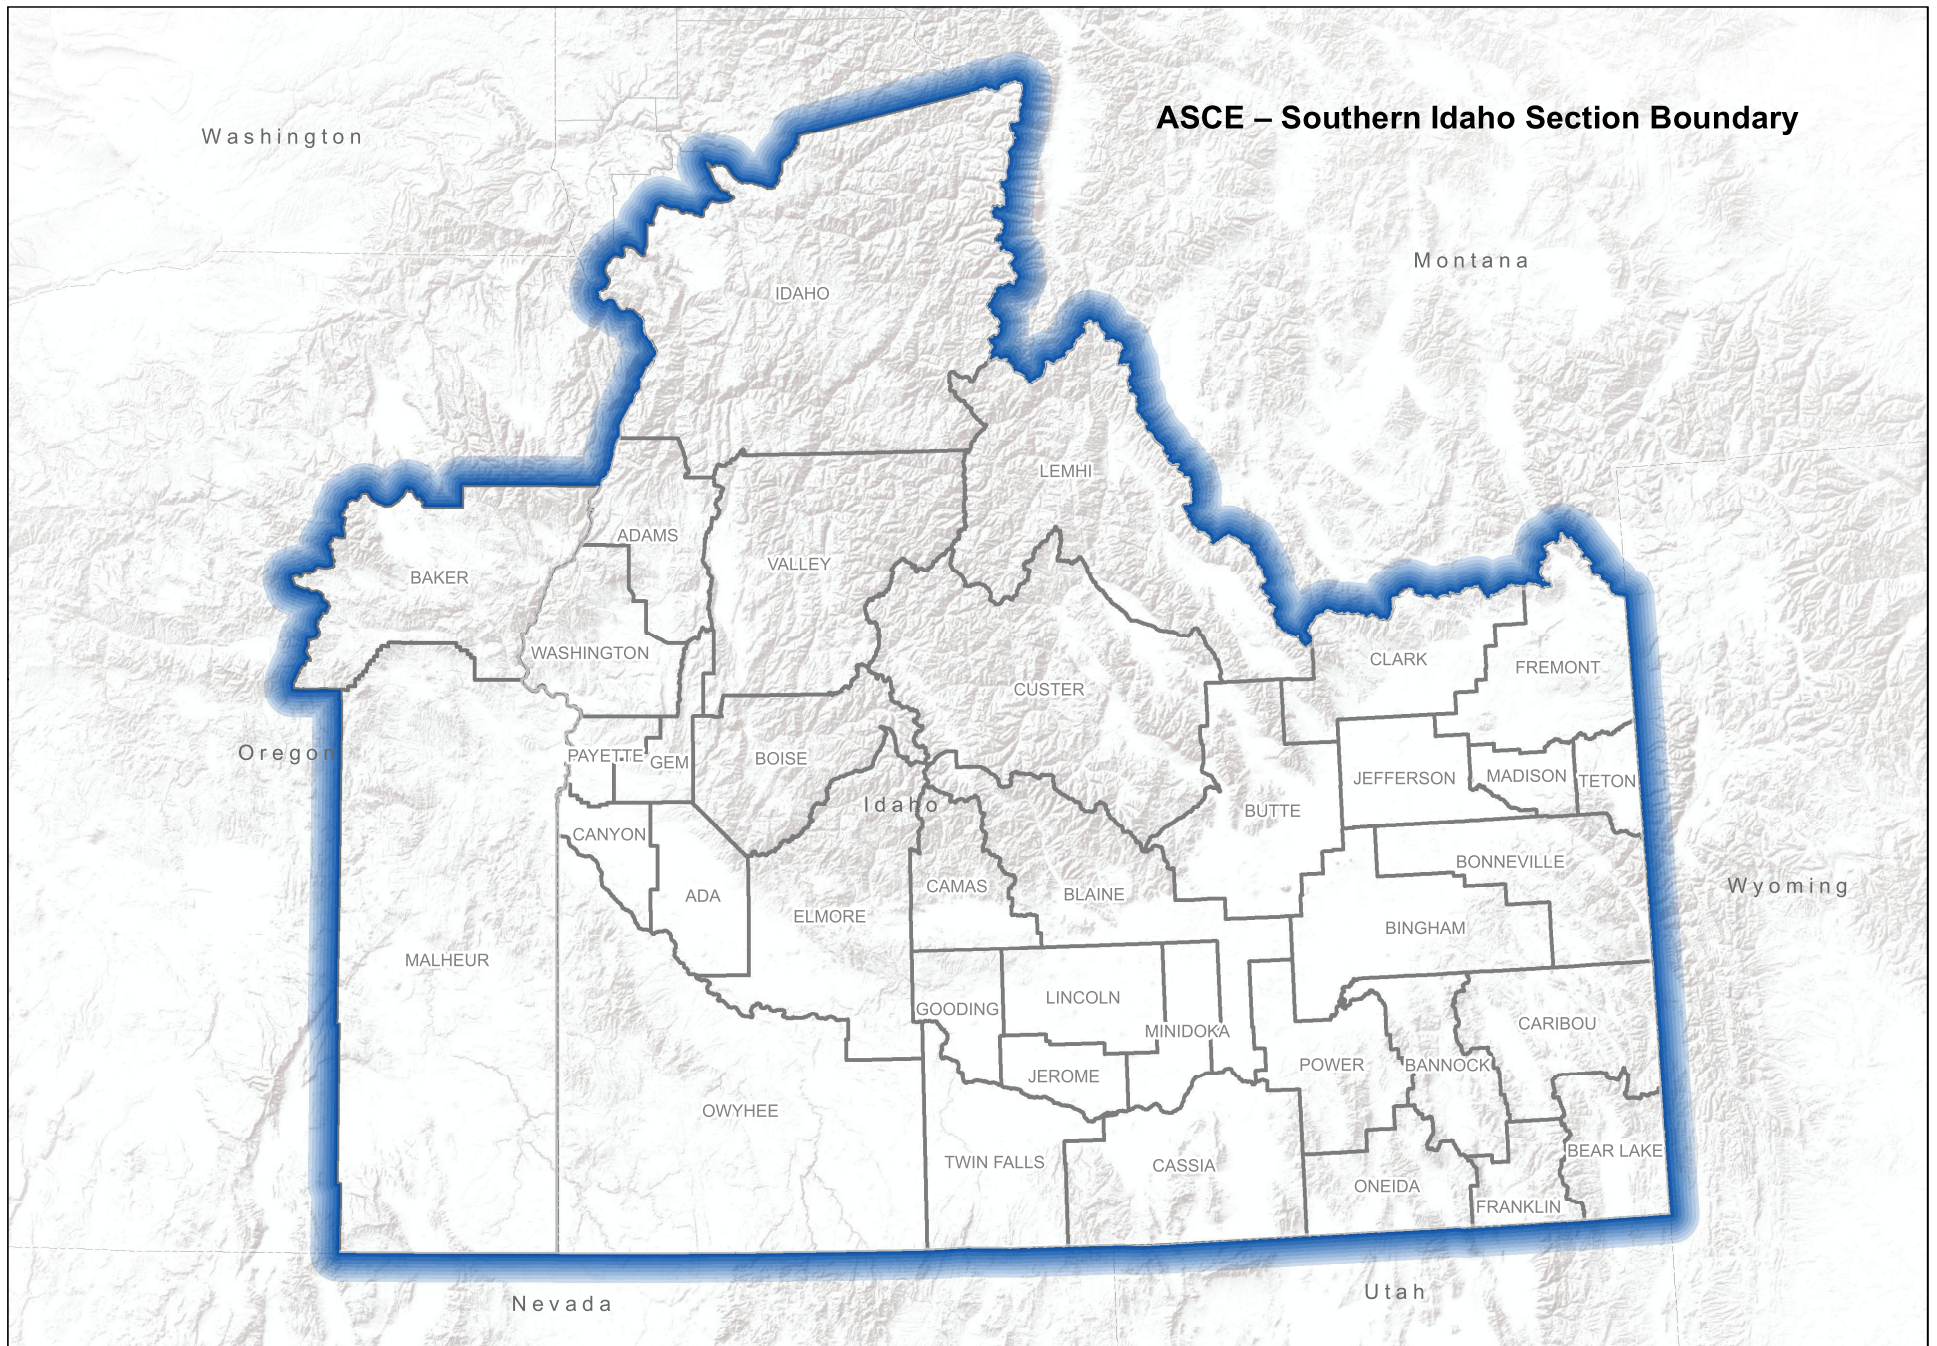 ASCE – Southern Idaho Section Boundary
Washington
Montana
IDAHO
LEMHI
ADAMS
VALLEY
BAKER
WASHINGTON
CLARK
FREMONT
CUSTER
Oregon
PAYETTE
GEM
BOISE
JEFFERSON
MADISON
TETON
Idaho
BUTTE
CANYON
BONNEVILLE
ADA
CAMAS
BLAINE
Wyoming
ELMORE
BINGHAM
MALHEUR
LINCOLN
GOODING
CARIBOU
MINIDOKA
POWER
BANNOCK
JEROME
OWYHEE
BEAR LAKE
TWIN FALLS
CASSIA
ONEIDA
FRANKLIN
Utah
Nevada